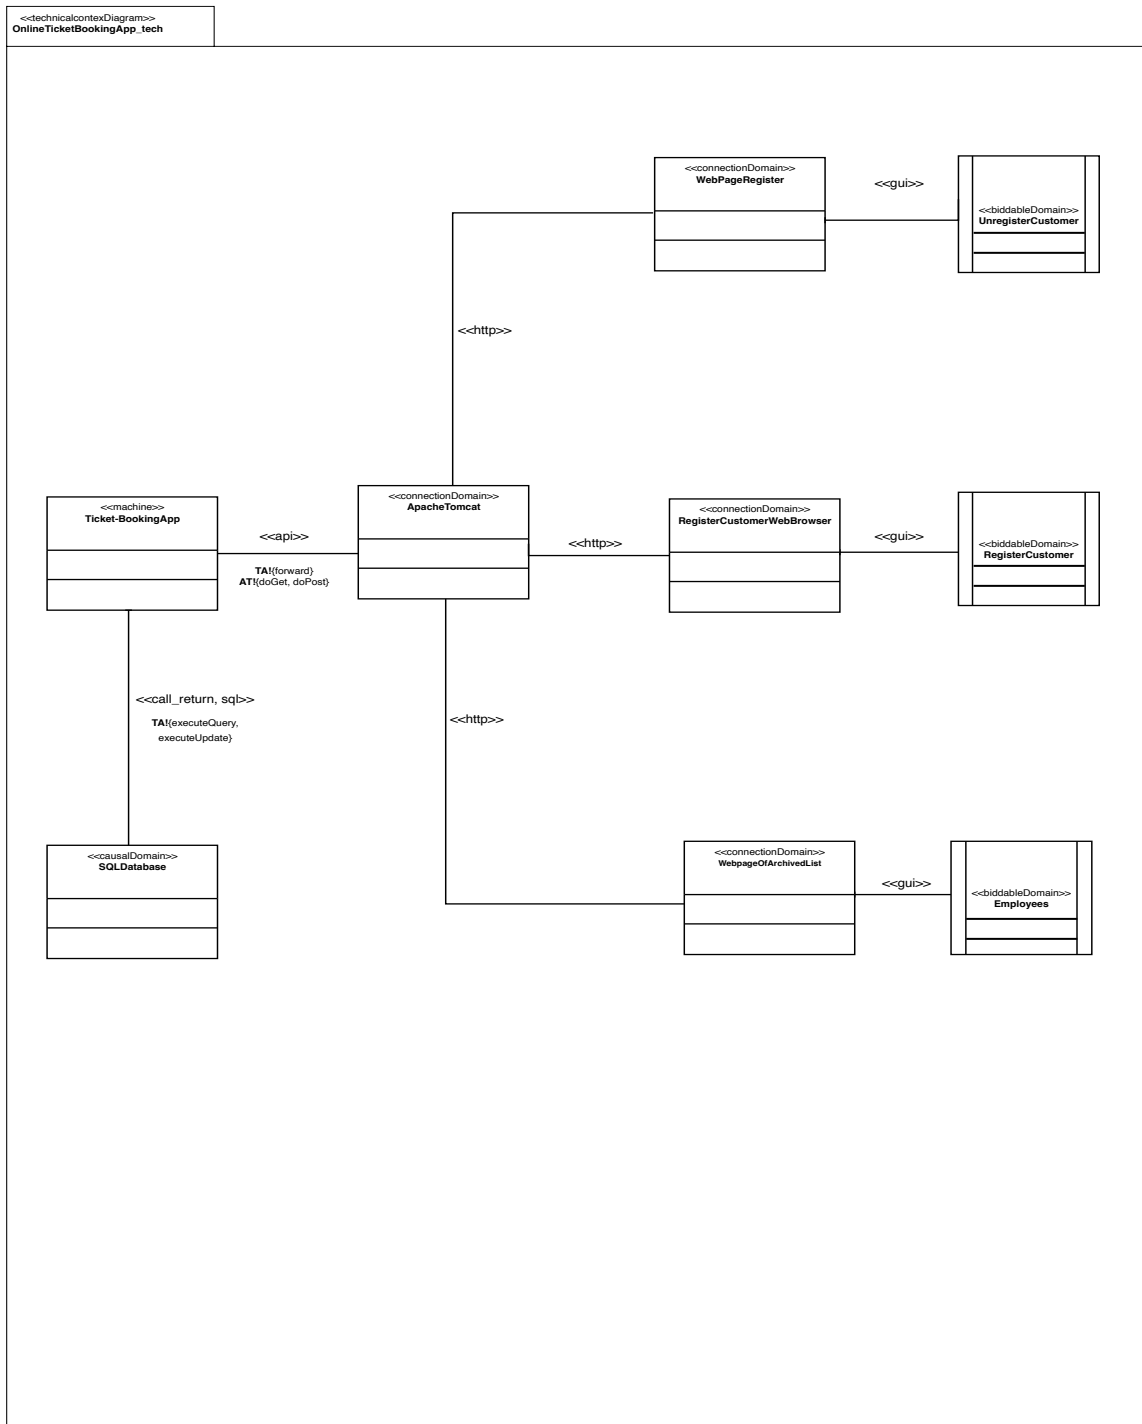 <<technicalcontexDiagram>>
OnlineTicketBookingApp_tech
<<connectionDomain>>
WebPageRegister
<<gui>>
<<biddableDomain>>
UnregisterCustomer
<<http>>
<<machine>>
Ticket-BookingApp
<<api>>
TA!{forward}
AT!{doGet, doPost}
<<connectionDomain>>
ApacheTomcat
<<http>>
<<connectionDomain>>
RegisterCustomerWebBrowser
<<gui>>
<<biddableDomain>>
RegisterCustomer
<<call_return, sql>>
TA!{executeQuery,
executeUpdate}
<<http>>
<<causalDomain>>
SQLDatabase
<<connectionDomain>>
WebpageOfArchivedList
<<gui>>
<<biddableDomain>>
Employees